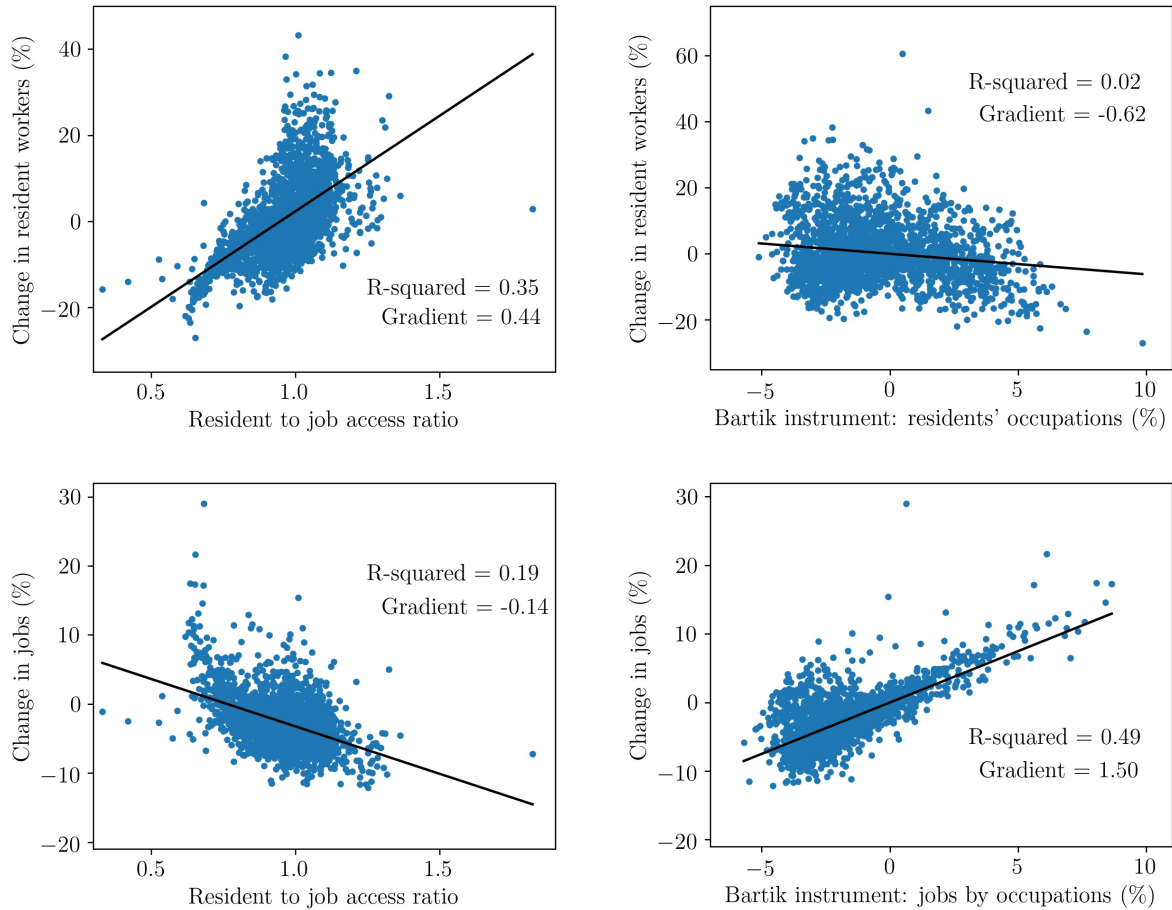 Change in resident workers (%)
40
20
0
−20
R-squared = 0.35
Gradient = 0.44
0.5
1.0
1.5
Resident to job access ratio
Change in resident workers (%)
60
40
20
0
−20
R-squared = 0.02
Gradient = -0.62
−5
0
5
10
Bartik instrument: residents' occupations (%)
Change in jobs (%)
30
20
10
0
−10
−20
R-squared = 0.19
Gradient = -0.14
0.5
1.0
1.5
Resident to job access ratio
Change in jobs (%)
30
20
10
0
−10
−20
R-squared = 0.49
Gradient = 1.50
−5
0
5
10
Bartik instrument: jobs by occupations (%)